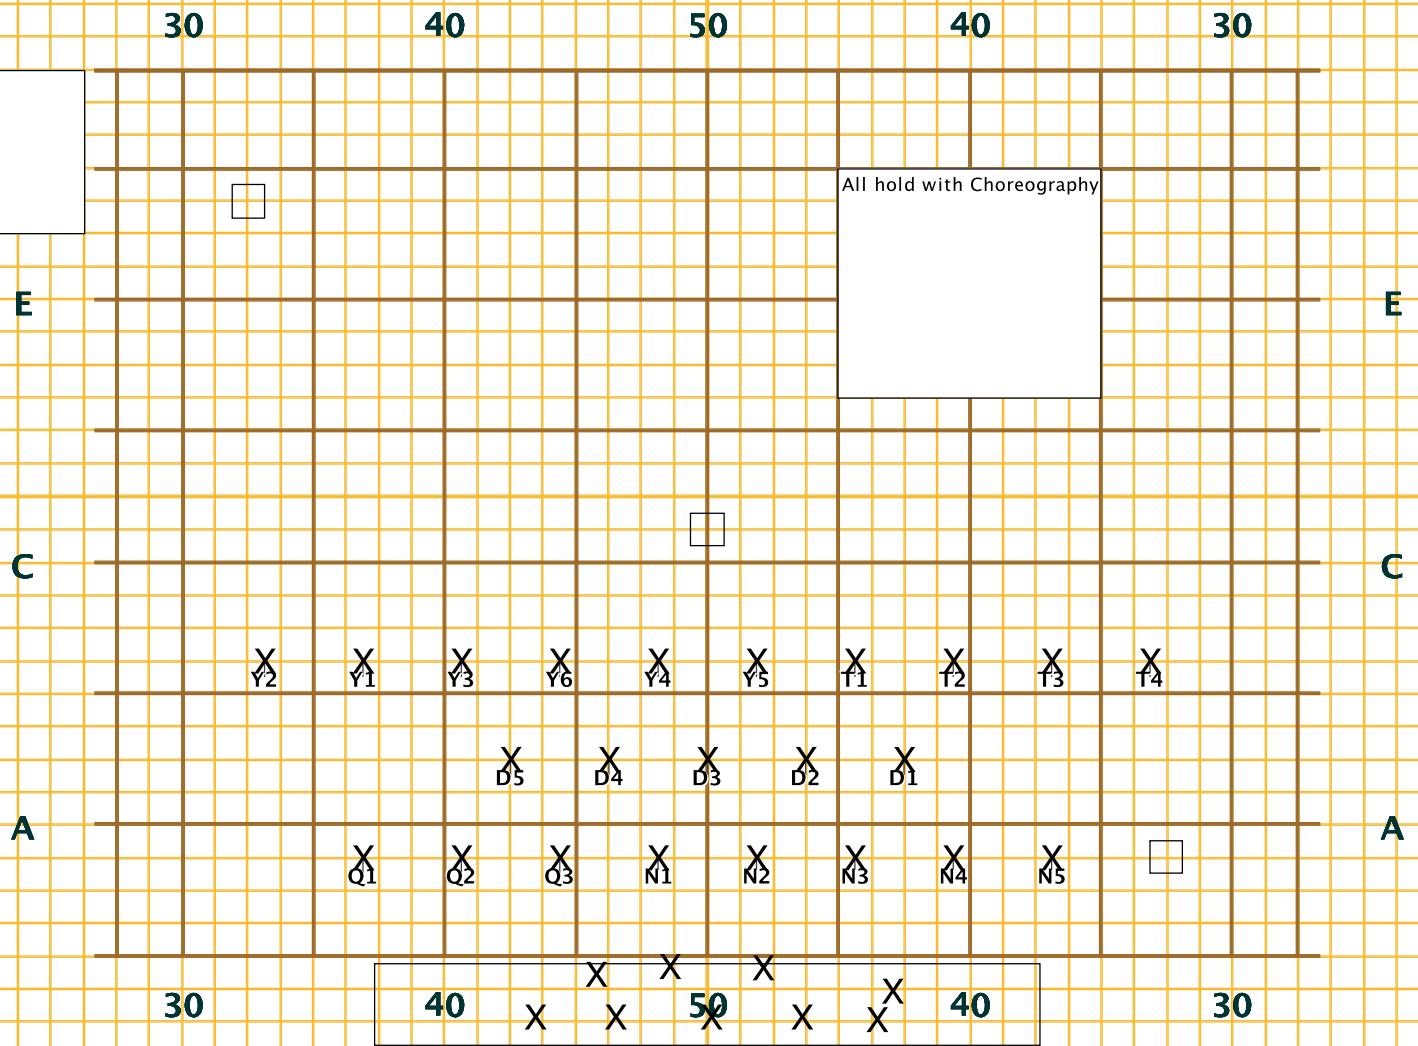 30 40 50 40 30
All hold with Choreography
E E
C C
X X X X X X X X X X
Y2 Y1 Y3 Y6 Y4 Y5 T1 T2 T3 T4
X X X X X
D5 D4 D3 D2 D1
A A
X X X X X X X X
Q1 Q2 Q3 N1 N2 N3 N4 N5
X X X X
30 40 50 40 30
X X X X X